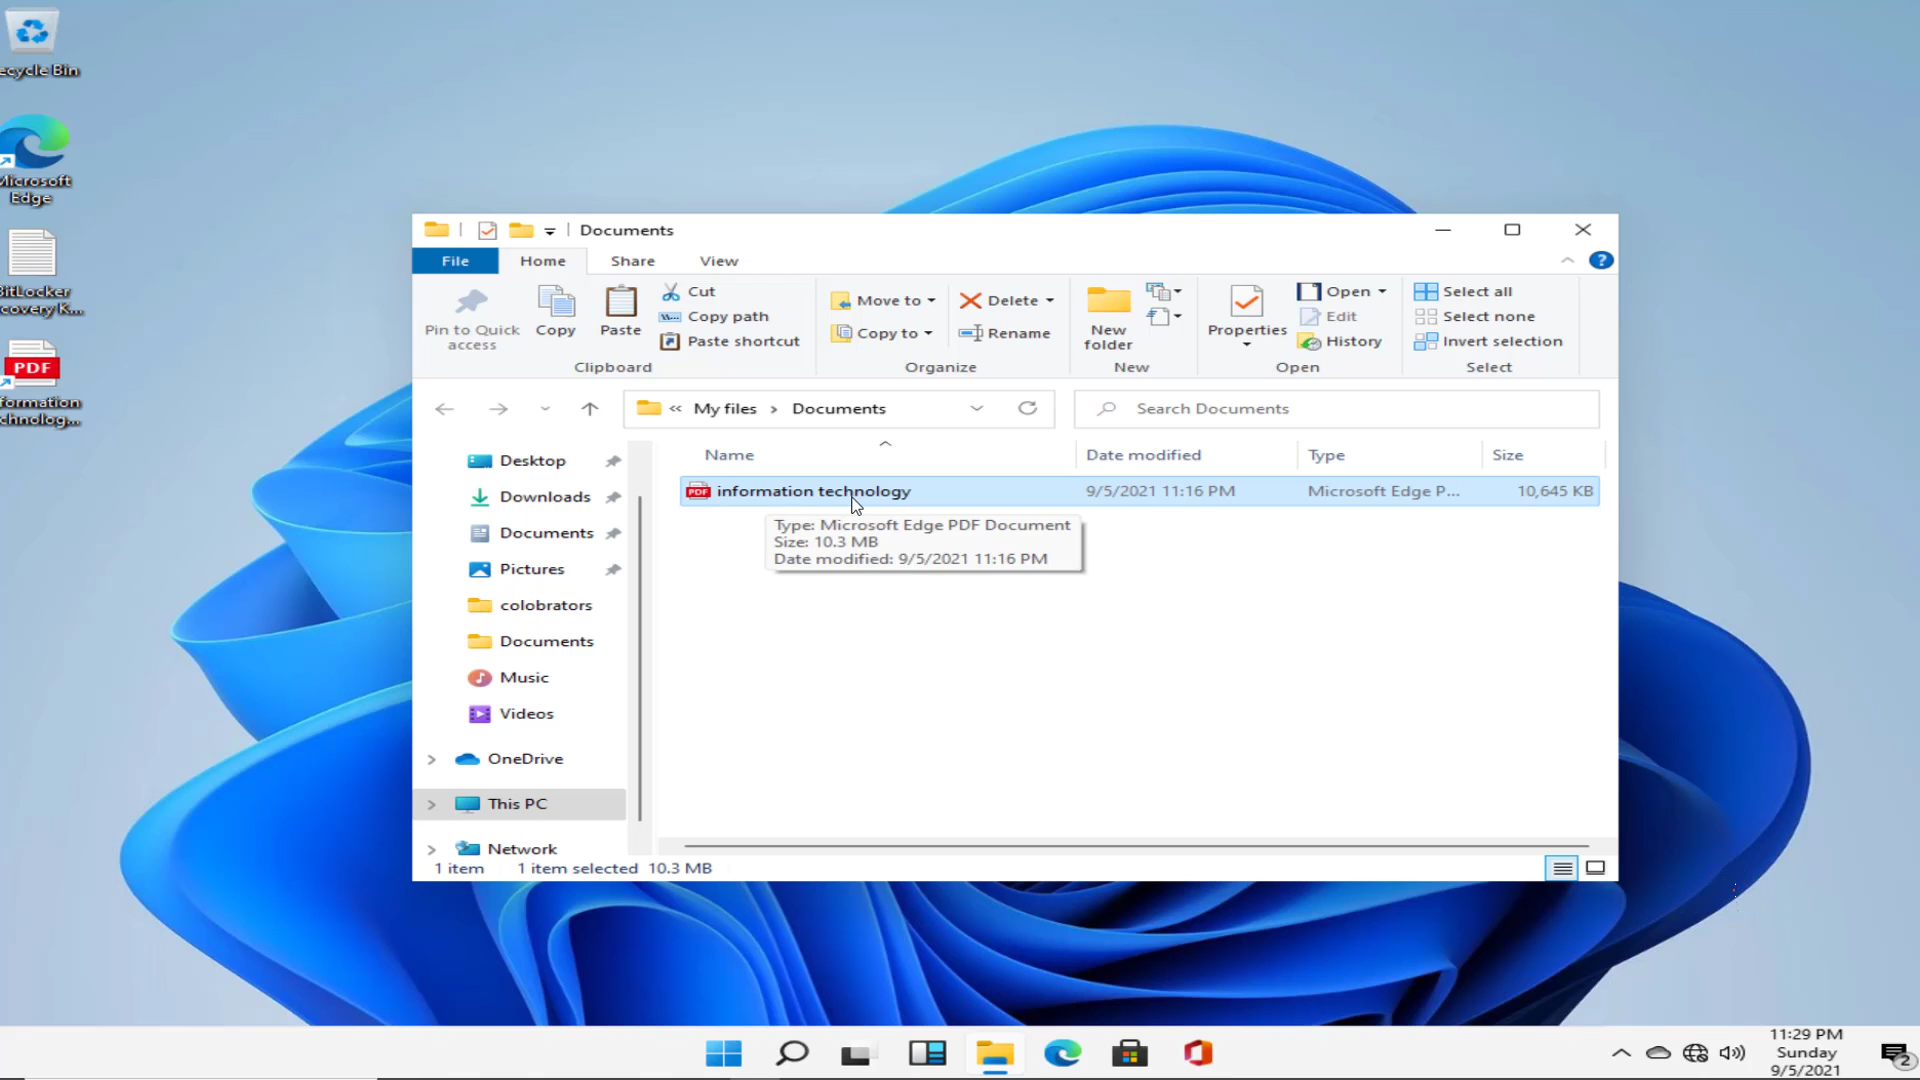 ecycle Bin
Microsoft
Edge
BitLocker
covery K...
PDF
formation
chnolog...
Documents
File
Home
Share
View
?
Pin to Quick
access
Copy
Paste
Cut
Copy path
Paste shortcut
Clipboard
Move to
Copy to
Delete
Rename
Organize
New
folder
New
Properties
Open
Edit
History
Open
Select all
Select none
Invert selection
Select
« My files > Documents
Search Documents
Name
Date modified
Type
Size
PDF
information technology
9/5/2021 11:16 PM
Microsoft Edge P...
10,645 KB
Type: Microsoft Edge PDF Document
Size: 10.3 MB
Date modified: 9/5/2021 11:16 PM
Desktop
Downloads
Documents
Pictures
colobrators
Documents
Music
Videos
OneDrive
This PC
Network
1 item
1 item selected 10.3 MB
11:29 PM
Sunday
9/5/2021
2